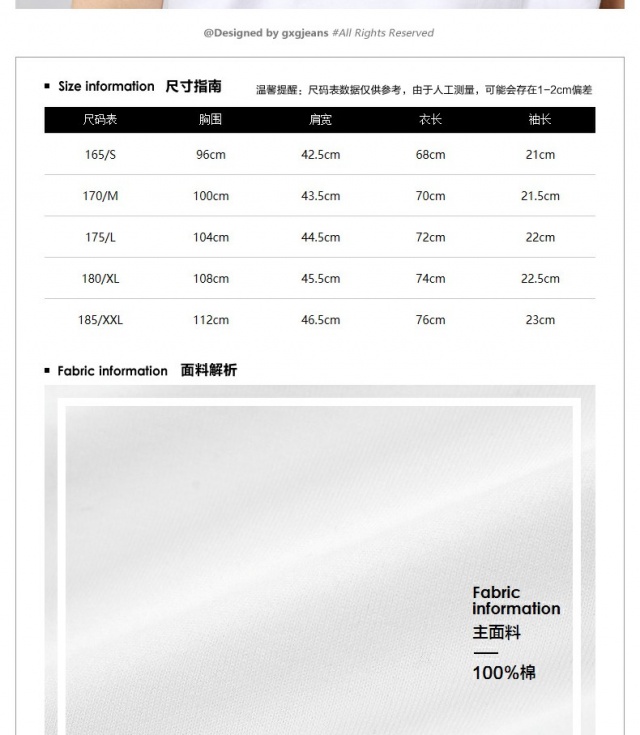 @Designed by gxgjeans #All Rights Reserved
Size information 尺寸指南 温馨提醒：尺码表数据仅供参考，由于人工测量，可能会存在1-2cm偏差
尺码表 胸围 肩宽 衣长 袖长
165/S 96cm 42.5cm 68cm 21cm
170/M 100cm 43.5cm 70cm 21.5cm
175/L 104cm 44.5cm 72cm 22cm
180/XL 108cm 45.5cm 74cm 22.5cm
185/XXL 112cm 46.5cm 76cm 23cm
Fabric information 面料解析
Fabric
information
主面料
100%棉